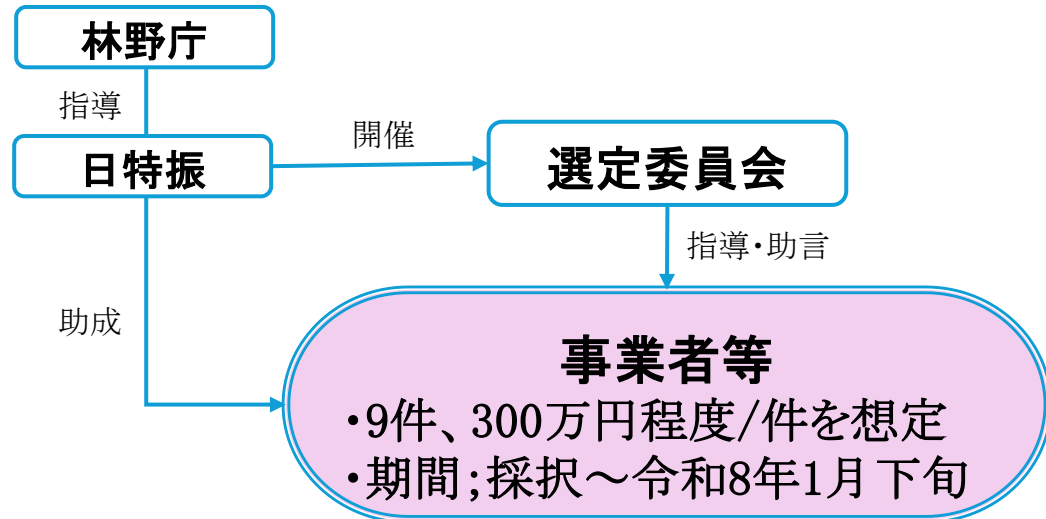 林野庁
指導
日特振
開催
選定委員会
指導・助言
助成
事業者等
・9件、300万円程度/件を想定
・期間;採択～令和8年1月下旬